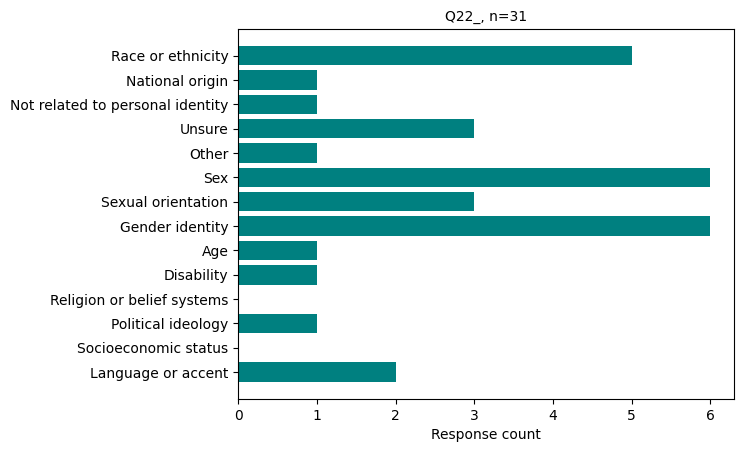 Q22_, n=31
Race or ethnicity
National origin
Not related to personal identity
Unsure
Other
Sex
Sexual orientation
Gender identity
Age
Disability
Religion or belief systems
Political ideology
Socioeconomic status
Language or accent
0 1 2 3 4 5 6
Response count